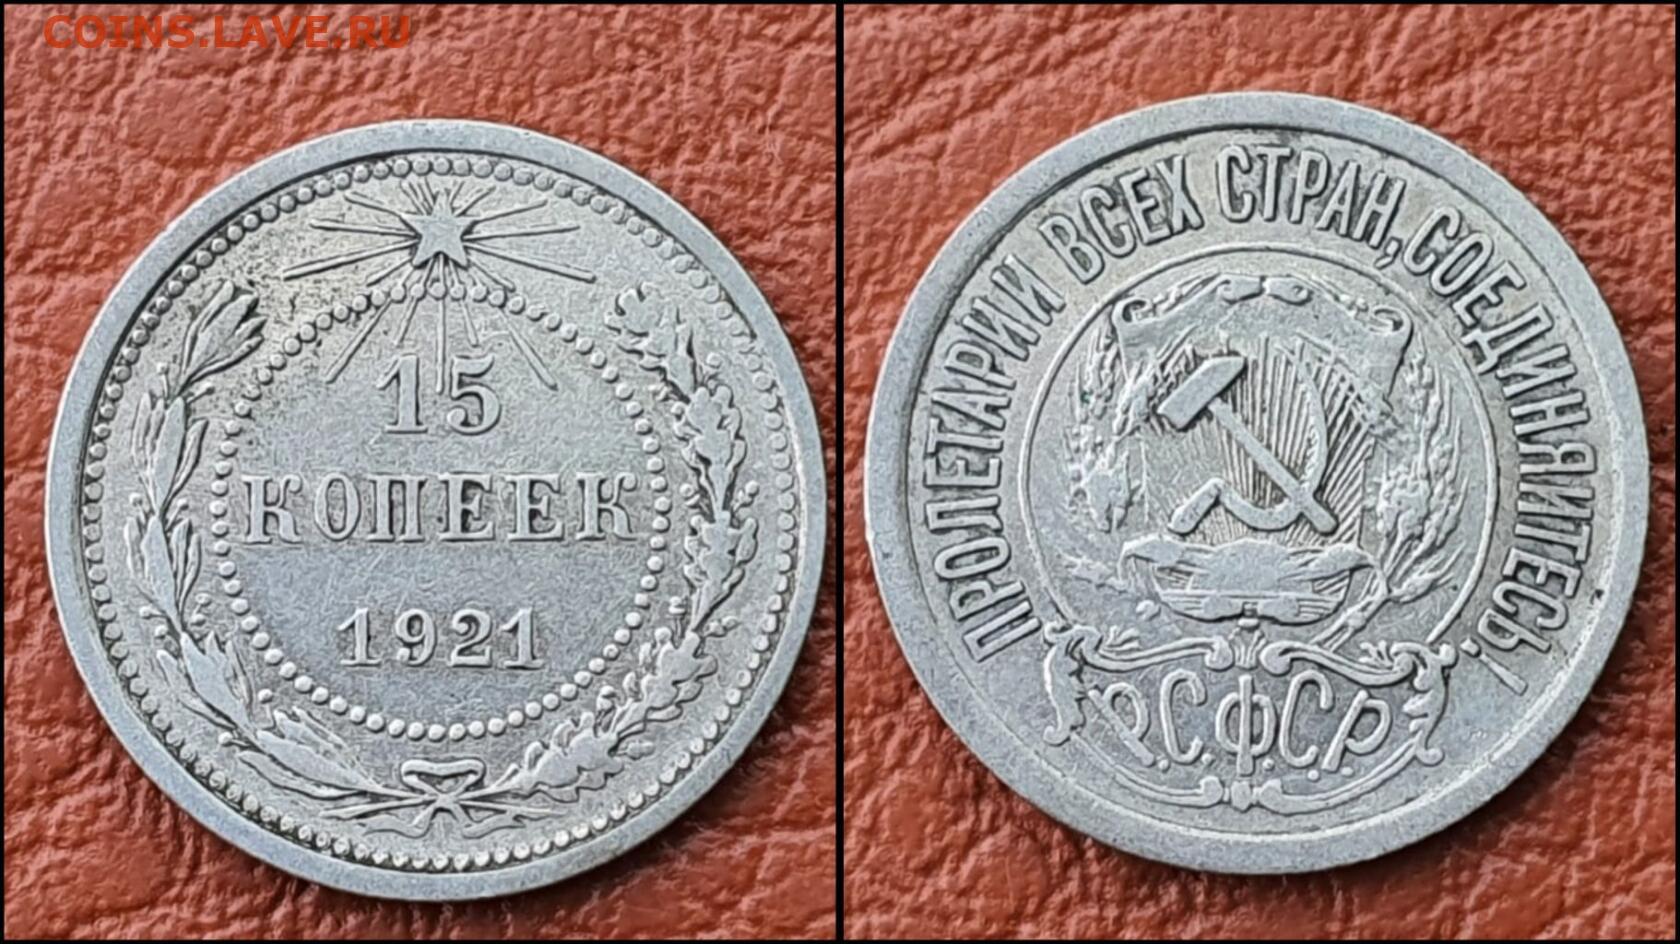 COINS.LAVE.RU
15
КОПЕЕК
1921
ПРОЛЕТАРИИ ВСЕХ СТРАН, СОЕДИНЯЙТЕСЬ!
Р.С.Ф.С.Р.